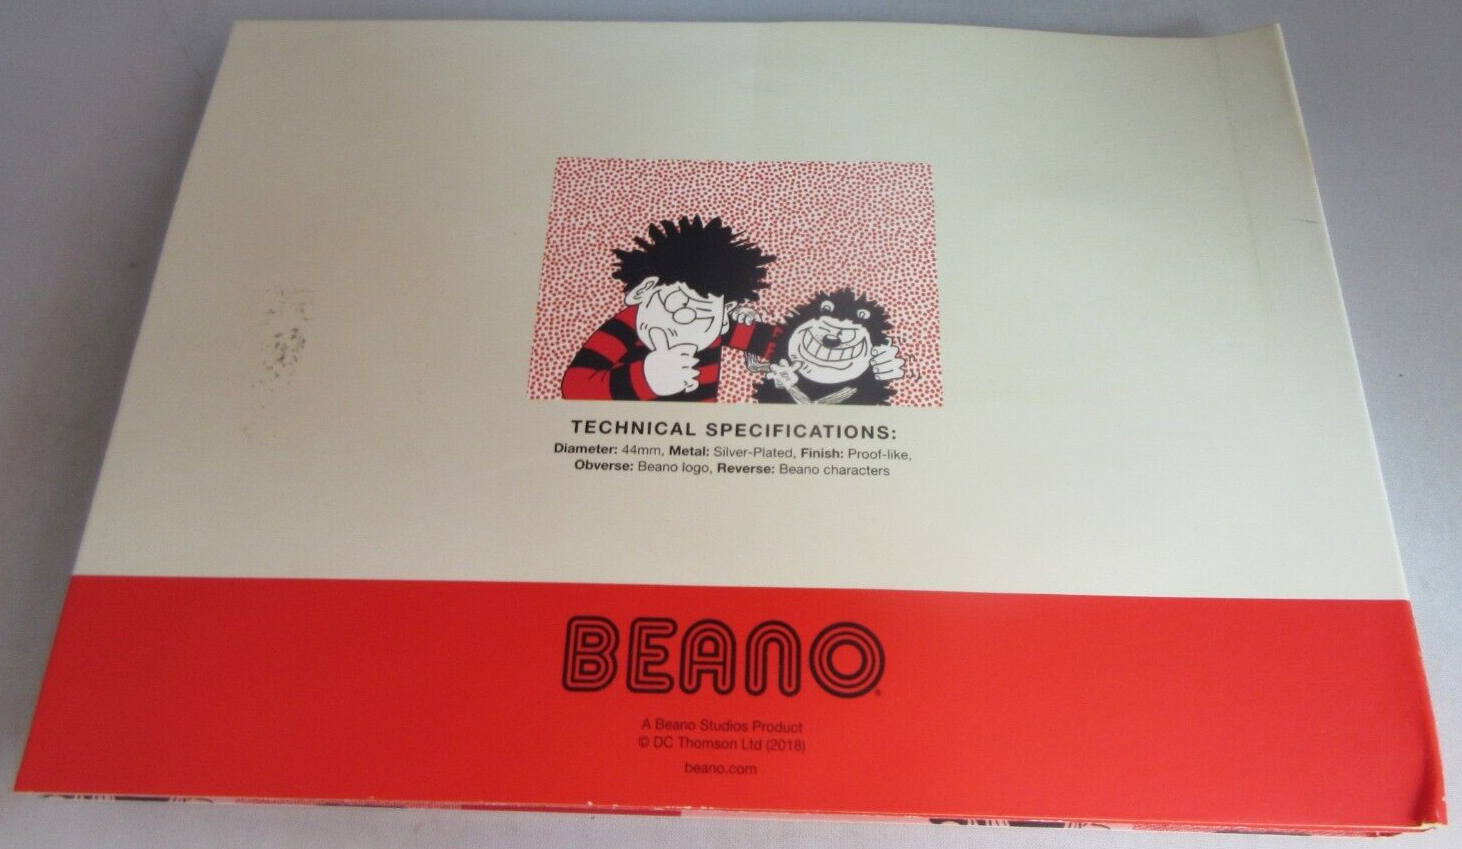 TECHNICAL SPECIFICATIONS:
Diameter: 44mm, Metal: Silver-Plated, Finish: Proof-like,
Obverse: Beano logo, Reverse: Beano characters
BEANO
A Beano Studios Product
© DC Thomson Ltd (2018)
beano.com